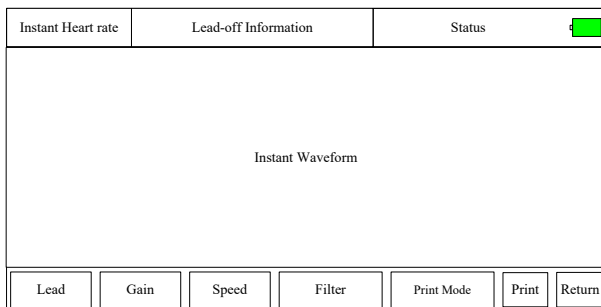 Instant Heart rate
Lead-off Information
Status
Instant Waveform
Lead
Gain
Speed
Filter
Print Mode
Print
Return